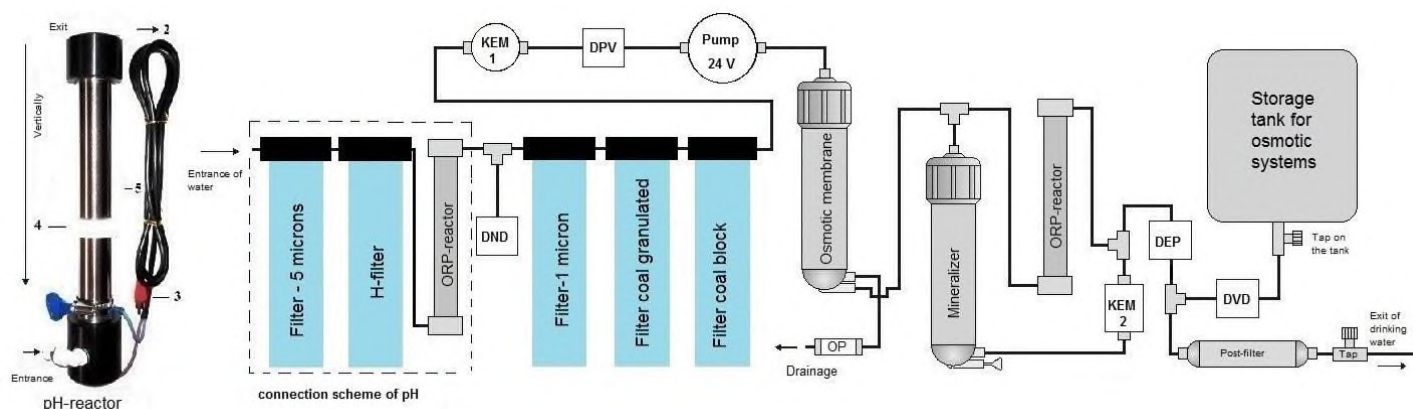 Exit
2
Vertically
5
4
3
Entrance
pH-reactor
Entrance of
water
Filter - 5 microns
H-filter
ORP-reactor
connection scheme of pH
DND
Filter-1 micron
Filter coal granulated
Filter coal block
KEM
1
DPV
Pump
24 V
Osmotic membrane
OP
Drainage
Mineralizer
ORP-reactor
KEM
2
DEP
DVD
Storage
tank for
osmotic
systems
Tap on
the tank
Post-filter
Tap
Exit of
drinking
water